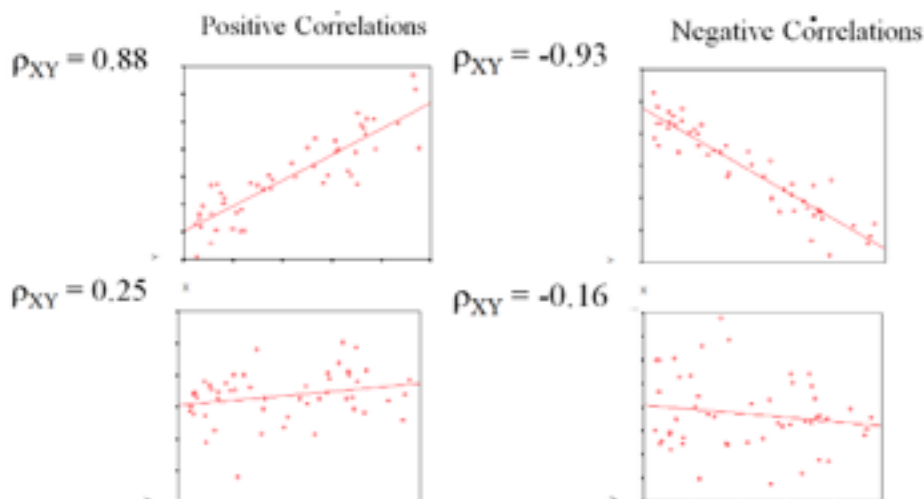 Positive Correlations
Negative Correlations
ρXY = 0.88
ρXY = -0.93
ρXY = 0.25
X
ρXY = -0.16
X